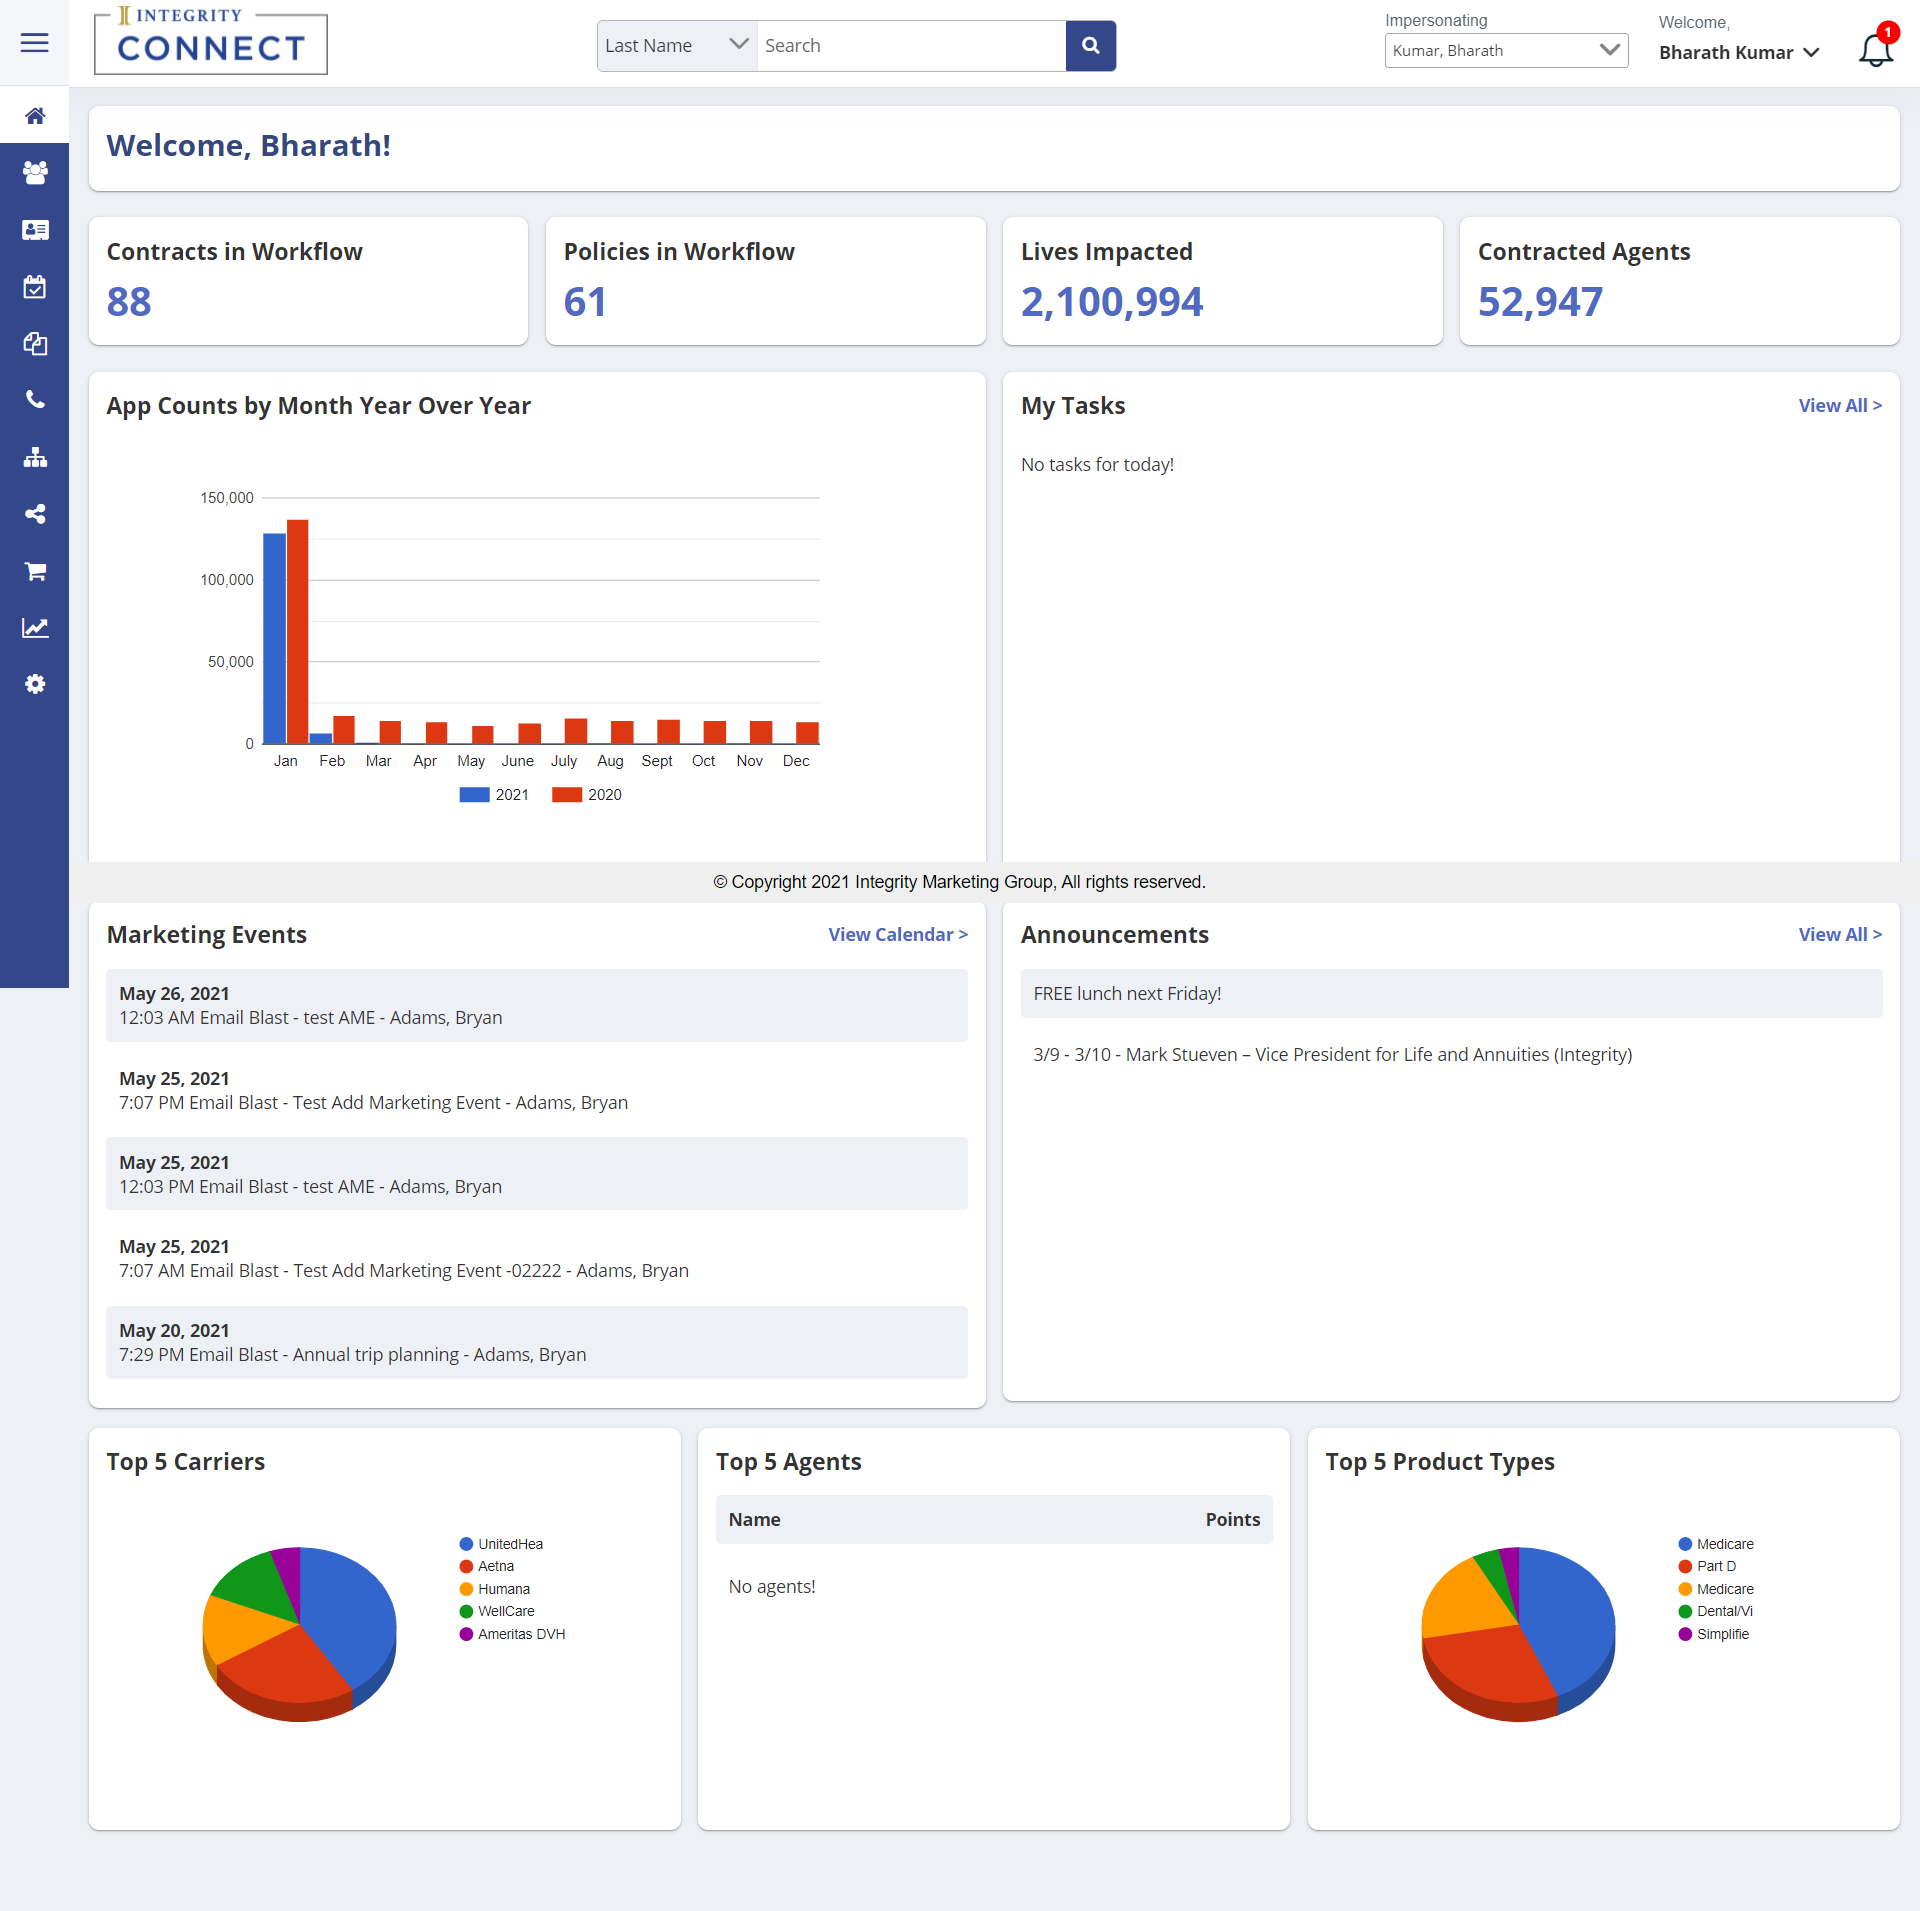 INTEGRITY
CONNECT
Last Name
Search
Impersonating
Kumar, Bharath
Welcome,
Bharath Kumar
1
Welcome, Bharath!
Contracts in Workflow
88
Policies in Workflow
61
Lives Impacted
2,100,994
Contracted Agents
52,947
App Counts by Month Year Over Year
150,000
100,000
50,000
0
Jan Feb Mar Apr May June July Aug Sept Oct Nov Dec
2021 2020
My Tasks
View All >
No tasks for today!
© Copyright 2021 Integrity Marketing Group, All rights reserved.
Marketing Events
View Calendar >
May 26, 2021
12:03 AM Email Blast - test AME - Adams, Bryan
May 25, 2021
7:07 PM Email Blast - Test Add Marketing Event - Adams, Bryan
May 25, 2021
12:03 PM Email Blast - test AME - Adams, Bryan
May 25, 2021
7:07 AM Email Blast - Test Add Marketing Event -02222 - Adams, Bryan
May 20, 2021
7:29 PM Email Blast - Annual trip planning - Adams, Bryan
Announcements
View All >
FREE lunch next Friday!
3/9 - 3/10 - Mark Stueven – Vice President for Life and Annuities (Integrity)
Top 5 Carriers
UnitedHea
Aetna
Humana
WellCare
Ameritas DVH
Top 5 Agents
Name Points
No agents!
Top 5 Product Types
Medicare
Part D
Medicare
Dental/Vi
Simplifie